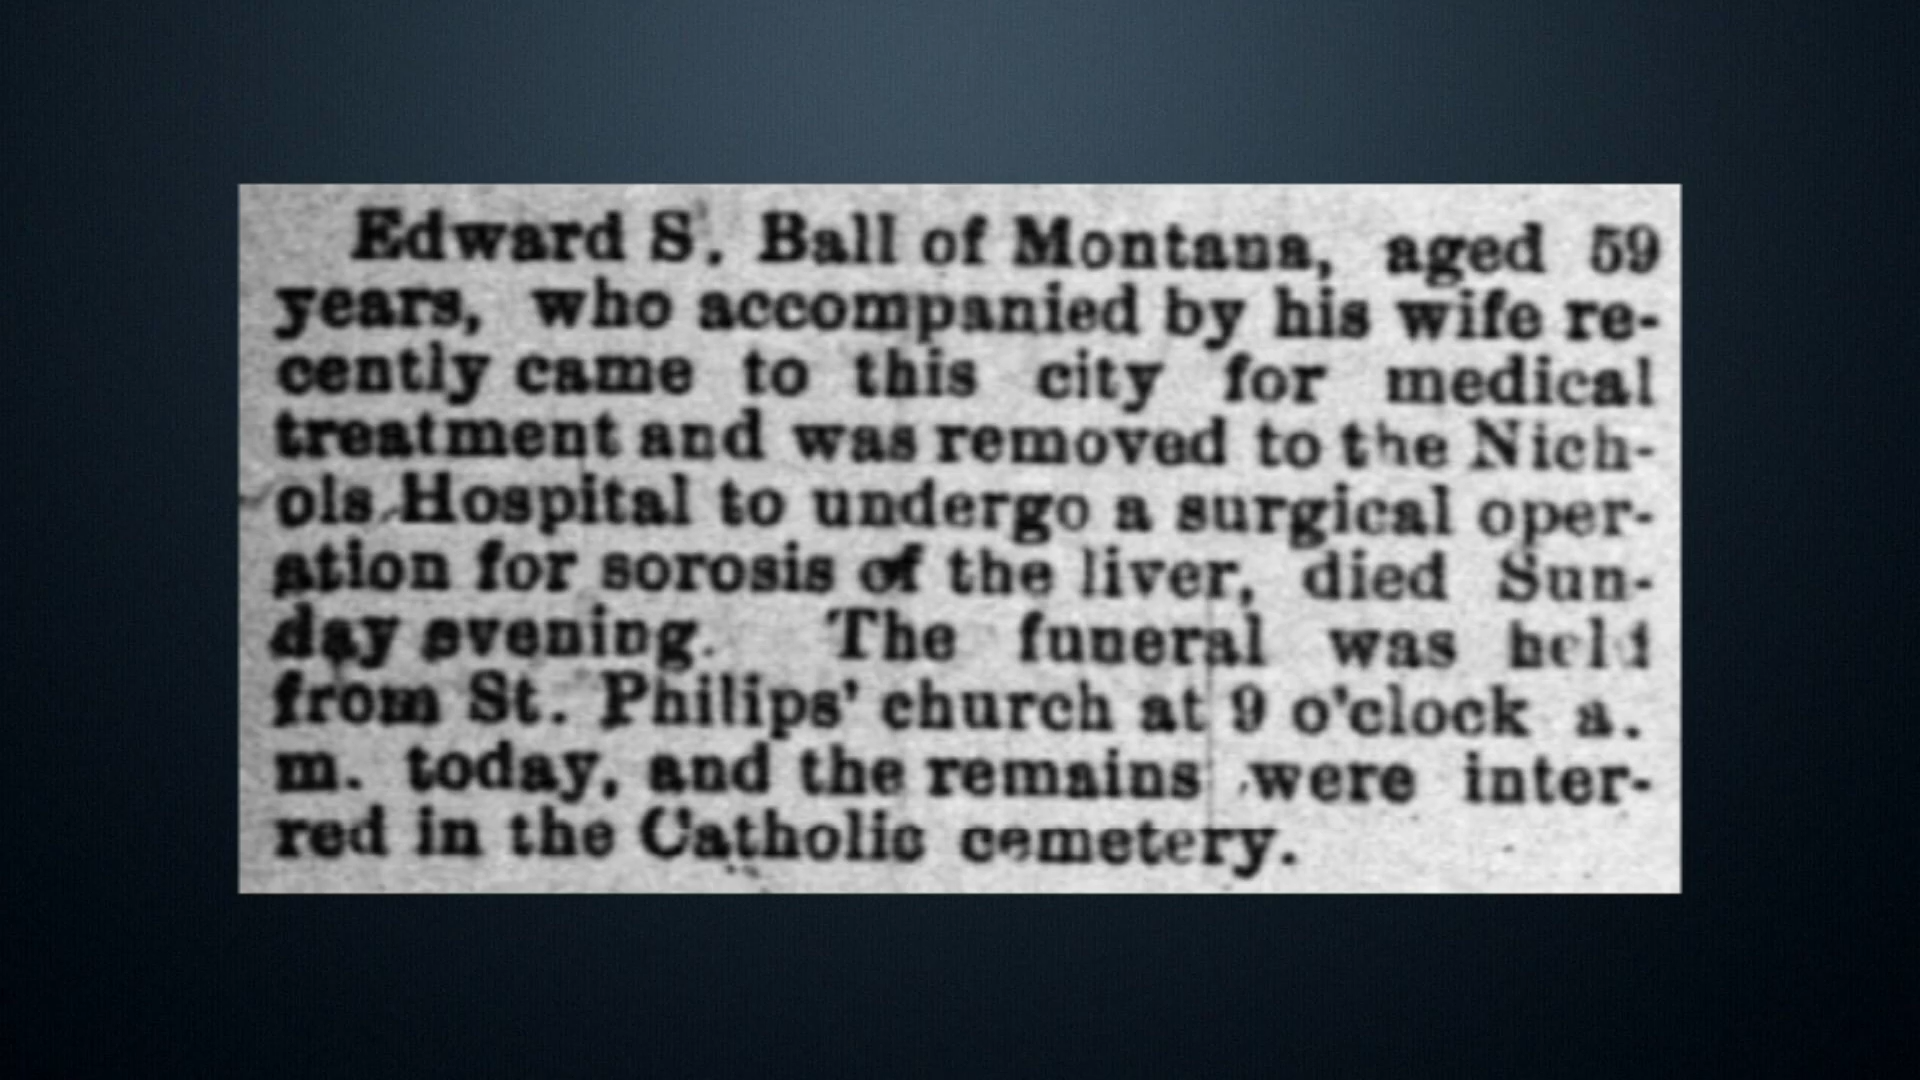 Edward S. Ball of Montana, aged 59
years, who accompanied by his wife re-
cently came to this city for medical
treatment and was removed to the Nich-
ols Hospital to undergo a surgical oper-
ation for sorosis of the liver, died Sun-
day evening. The funeral was held
from St. Philips' church at 9 o'clock a.
m. today, and the remains were inter-
red in the Catholic cemetery.